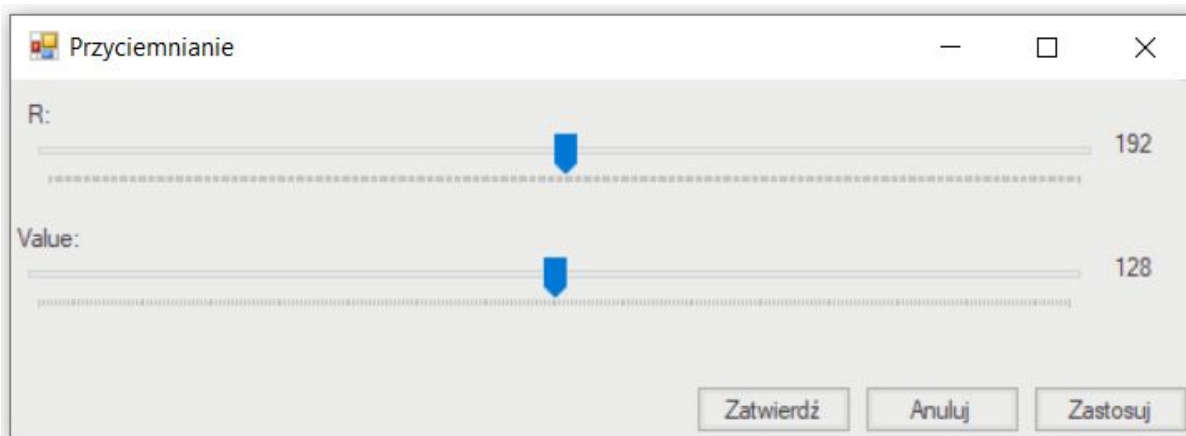 Przyciemnianie
R:
192
Value:
128
Zatwierdź Anuluj Zastosuj